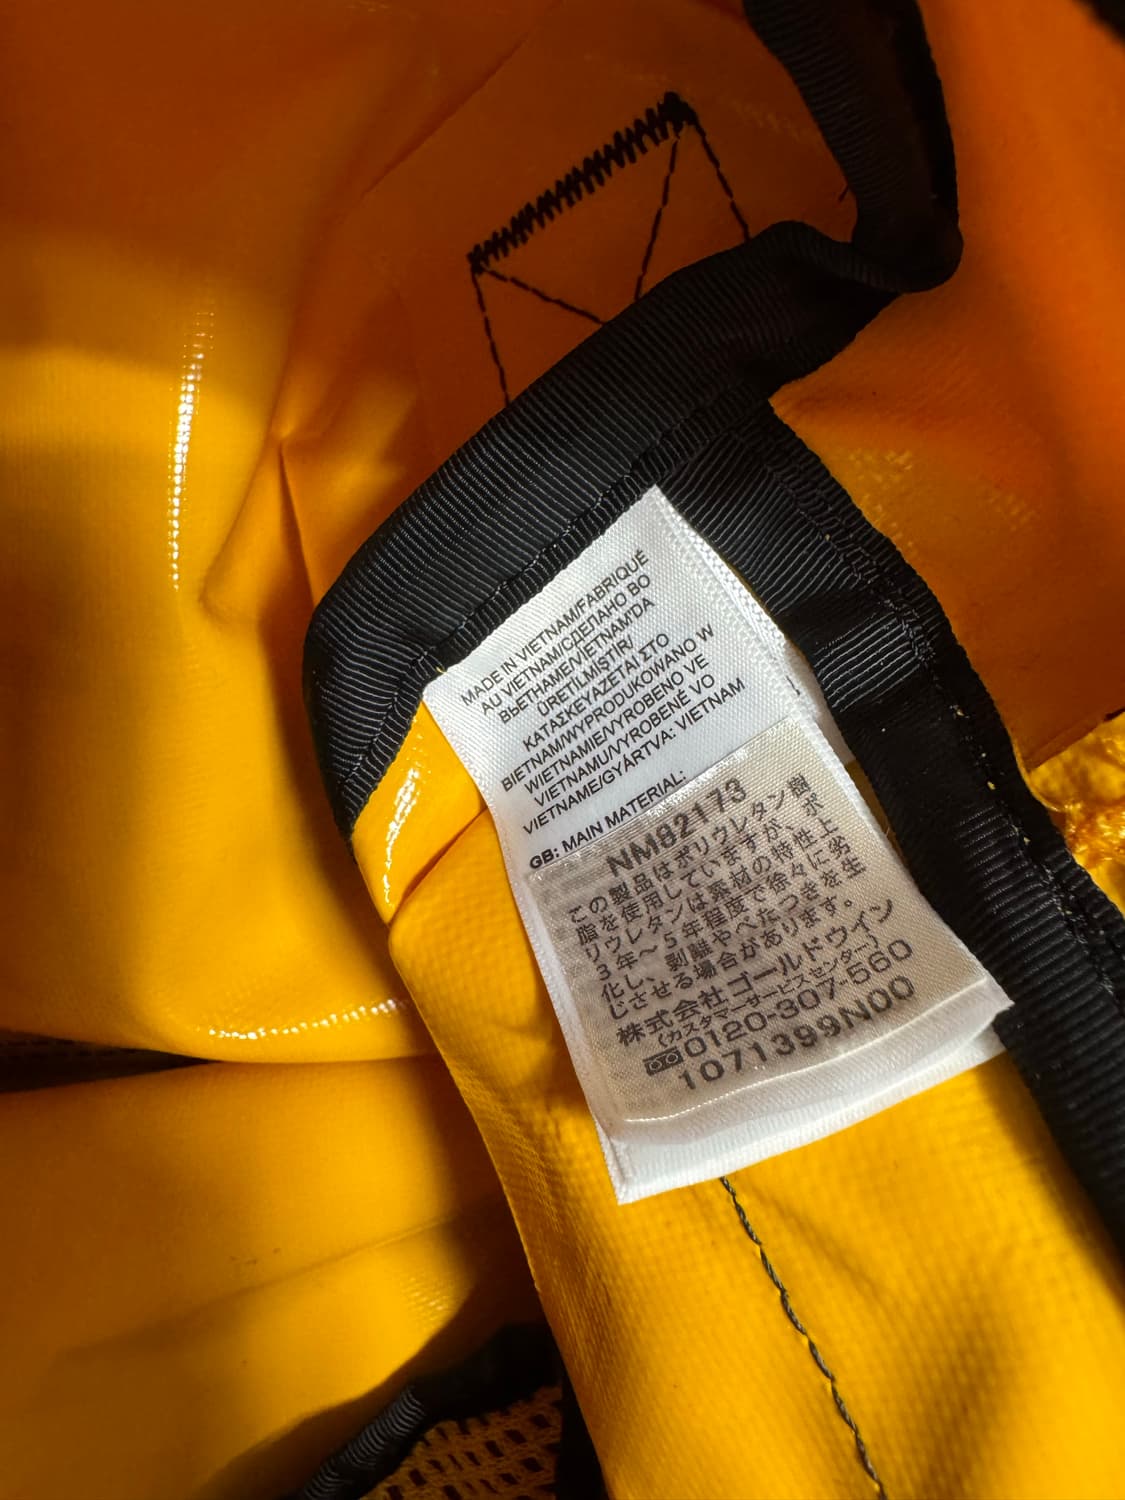 MADE IN VIETNAM/FABRIQUÉ
AU VIETNAM/СДЕЛАНО ВО
ВЬЕТНАМЕ/VIETNAM'DA
ÜRETİLMİŞTİR/
ΚΑΤΑΣΚΕΥΑΖΕΤΑΙ ΣΤΟ
ΒΙΕΤΝΑΜ/WYPRODUKOWANO W
WIETNAMIE/VYROBENO VE
VIETNAMU/VYROBENÉ VO
VIETNAME/GYÁRTVA: VIETNAM
GB: MAIN MATERIAL:
NM82173
この製品はポリウレタン樹
脂を使用していますが、ポ
リウレタンは素材の特性上
3年～5年程度で徐々に劣
化し、剥離やべたつきを生
じさせる場合があります。
株式会社ゴールドウイン
(カスタマーサービスセンター)
0120-307-560
1071399N00